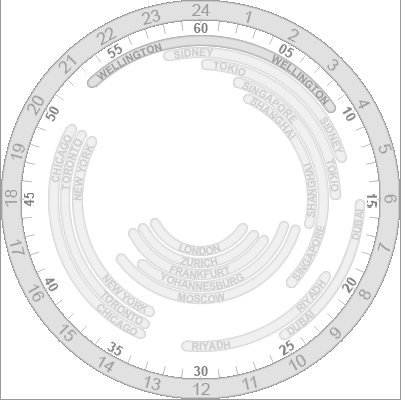 24
1
2
3
4
5
6
7
8
9
10
11
12
13
14
15
16
17
18
19
20
21
22
23
60
05
10
15
20
25
30
35
40
45
50
55
WELLINGTON
WELLINGTON
SIDNEY
SIDNEY
TOKIO
TOKIO
SINGAPORE
SINGAPORE
SHANGHAI
SHANGHAI
CHICAGO
CHICAGO
TORONTO
TORONTO
NEW YORK
NEW YORK
LONDON
ZURICH
FRANKFURT
YOHANNESBURG
MOSCOW
DUBAI
DUBAI
RIYADH
RIYADH